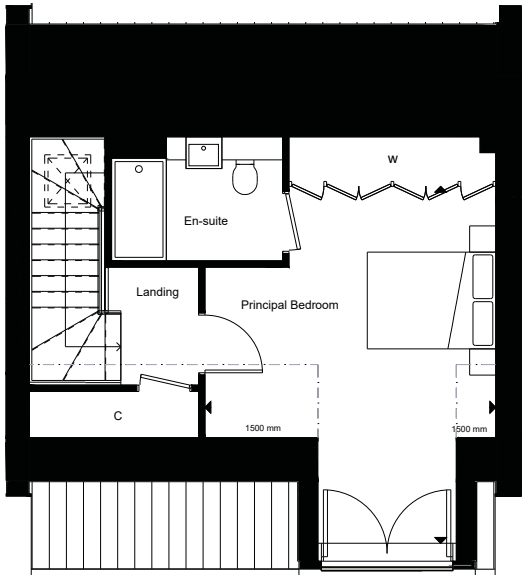 W
En-suite
Landing
Principal Bedroom
C
1500 mm
1500 mm